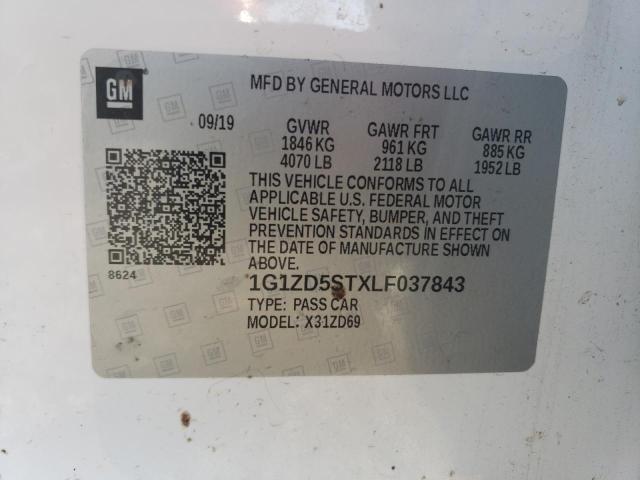 GM
MFD BY GENERAL MOTORS LLC
09/19 GVWR GAWR FRT GAWR RR
1846 KG 961 KG 885 KG
4070 LB 2118 LB 1952 LB
THIS VEHICLE CONFORMS TO ALL
APPLICABLE U.S. FEDERAL MOTOR
VEHICLE SAFETY, BUMPER, AND THEFT
PREVENTION STANDARDS IN EFFECT ON
THE DATE OF MANUFACTURE SHOWN
ABOVE.
8624
1G1ZD5STXLF037843
TYPE: PASS CAR
MODEL: X31ZD69